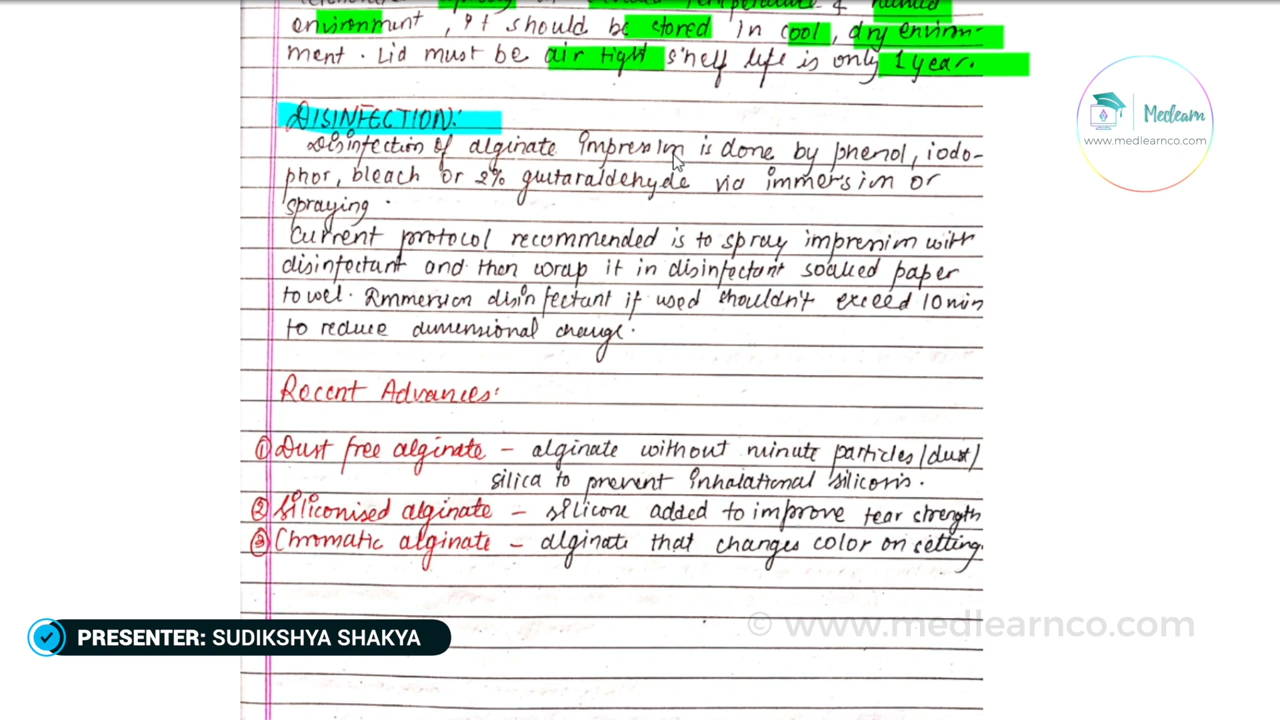 temperature & humid
environment, It should be stored in cool, dry environ-
ment. Lid must be air tight shelf life is only 1 year.
DISINFECTION:
Disinfection of alginate impression is done by phenol, iodo-
phor, bleach or 2% glutaraldehyde via immersion or
spraying.
Current protocol recommended is to spray impression with
disinfectant and then wrap it in disinfectant soaked paper
towel. Immersion disinfectant if used shouldn't exceed 10 min
to reduce dimensional change.
Recent Advances:
① Dust free alginate - alginate without minute particles/dust/
silica to prevent inhalational silicosis.
② Siliconised alginate - silicone added to improve tear strength
③ Chromatic alginate - alginate that changes color on setting.
Medlearn
www.medlearnco.com
© www.medlearnco.com
PRESENTER: SUDIKSHYA SHAKYA